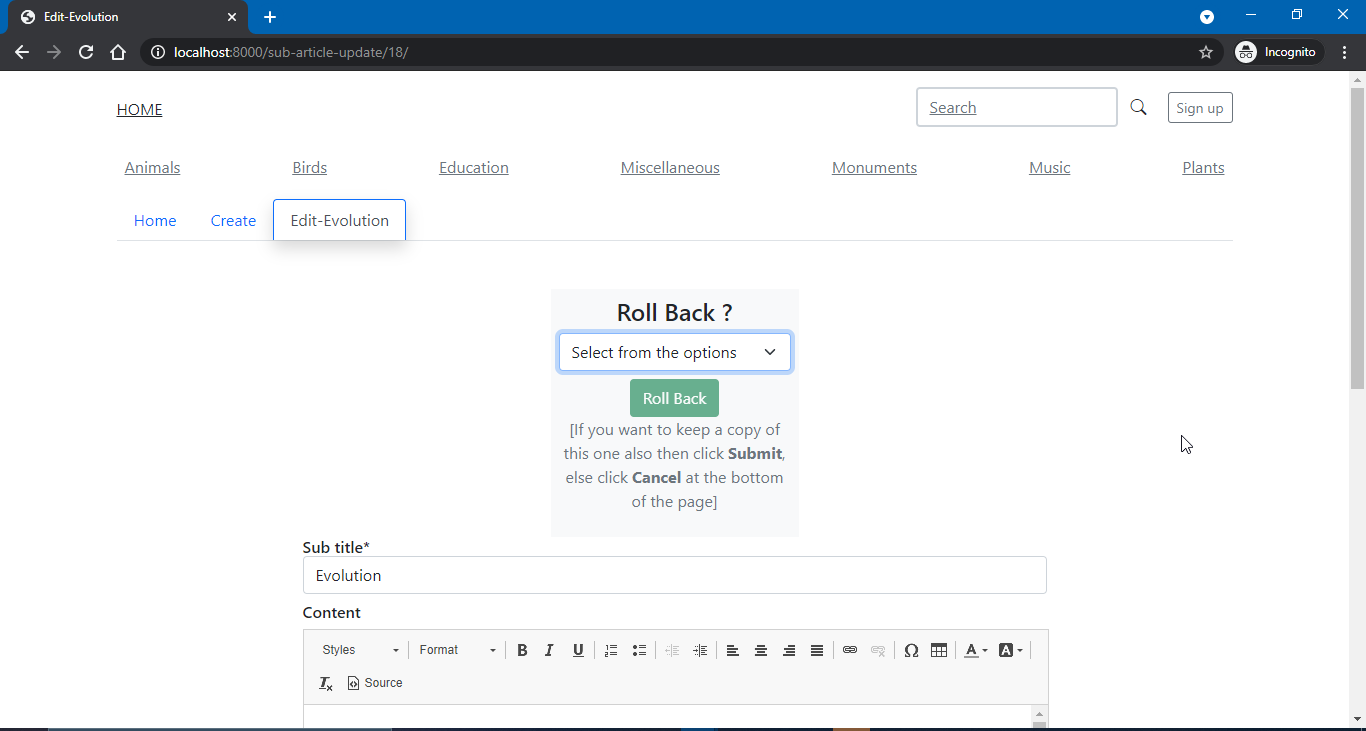 Edit-Evolution
localhost:8000/sub-article-update/18/
Incognito
HOME
Search
Sign up
Animals Birds Education Miscellaneous Monuments Music Plants
Home Create Edit-Evolution
Roll Back ?
Select from the options
Roll Back
[If you want to keep a copy of
this one also then click Submit,
else click Cancel at the bottom
of the page]
Sub title*
Evolution
Content
Styles Format B I U
Source